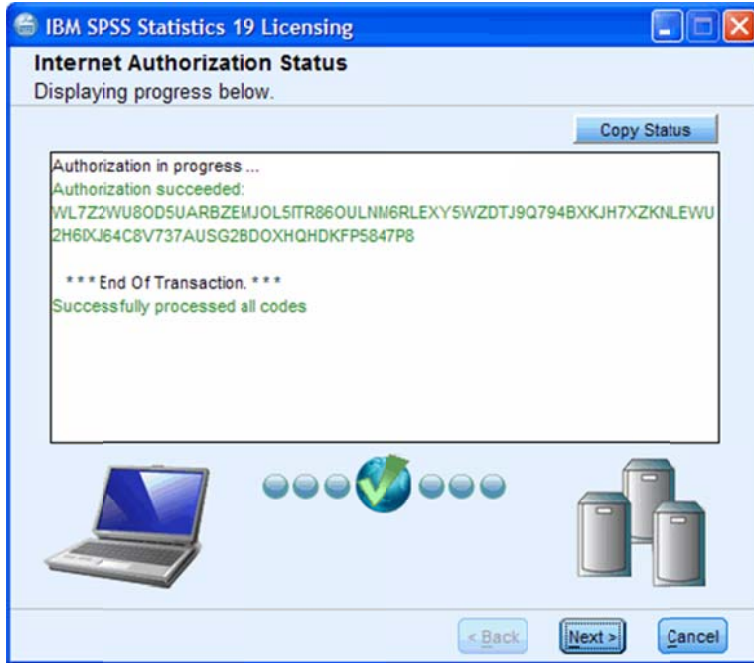 IBM SPSS Statistics 19 Licensing
Internet Authorization Status
Displaying progress below.
Copy Status
Authorization in progress ...
Authorization succeeded:
WL7Z2WU8OD5UARBZEMJOL5ITR86OULNM6RLEXY5WZDTJ9Q794BXKJH7XZKNLEWU
2H6IXJ64C8V737AUSG2BDOXHQHDKFP5847P8
* * * End Of Transaction. * * *
Successfully processed all codes
< Back
Next >
Cancel